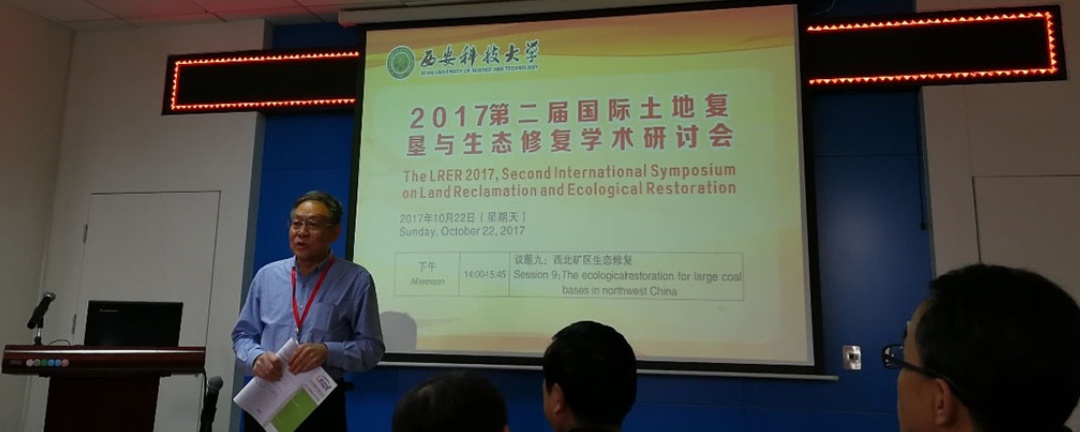 西安科技大学
XI'AN UNIVERSITY OF SCIENCE AND TECHNOLOGY
2017第二届国际土地复
垦与生态修复学术研讨会
The LRER 2017, Second International Symposium
on Land Reclamation and Ecological Restoration
2017年10月22日（星期天）
Sunday, October 22, 2017
下午
Afternoon
14:00-15:45
议题九：西北矿区生态修复
Session 9:The ecologicalrestoration for large coal
bases in northwest China